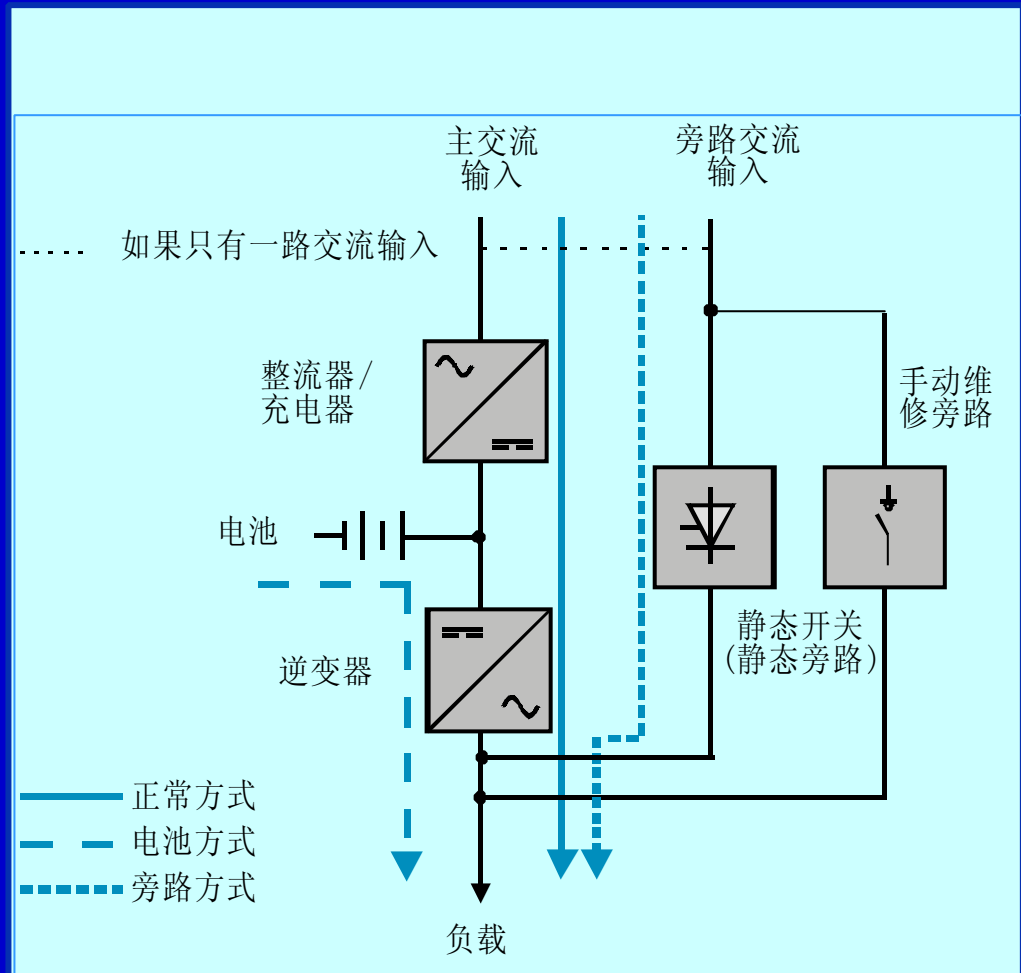 主交流
输入
旁路交流
输入
如果只有一路交流输入
整流器/
充电器
手动维
修旁路
电池
静态开关
(静态旁路)
逆变器
正常方式
电池方式
旁路方式
负载